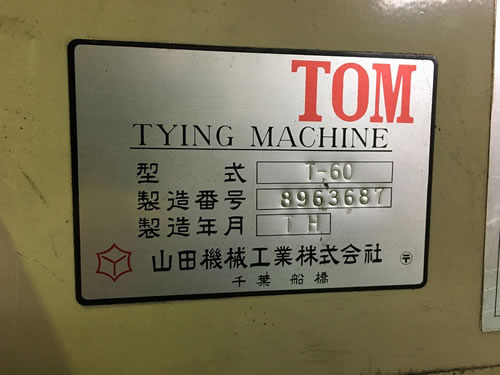 TOM
TYING MACHINE
型 式 T-60
製造番号 8963687
製造年月 1 H
山田機械工業株式会社 〒
千葉 船橋